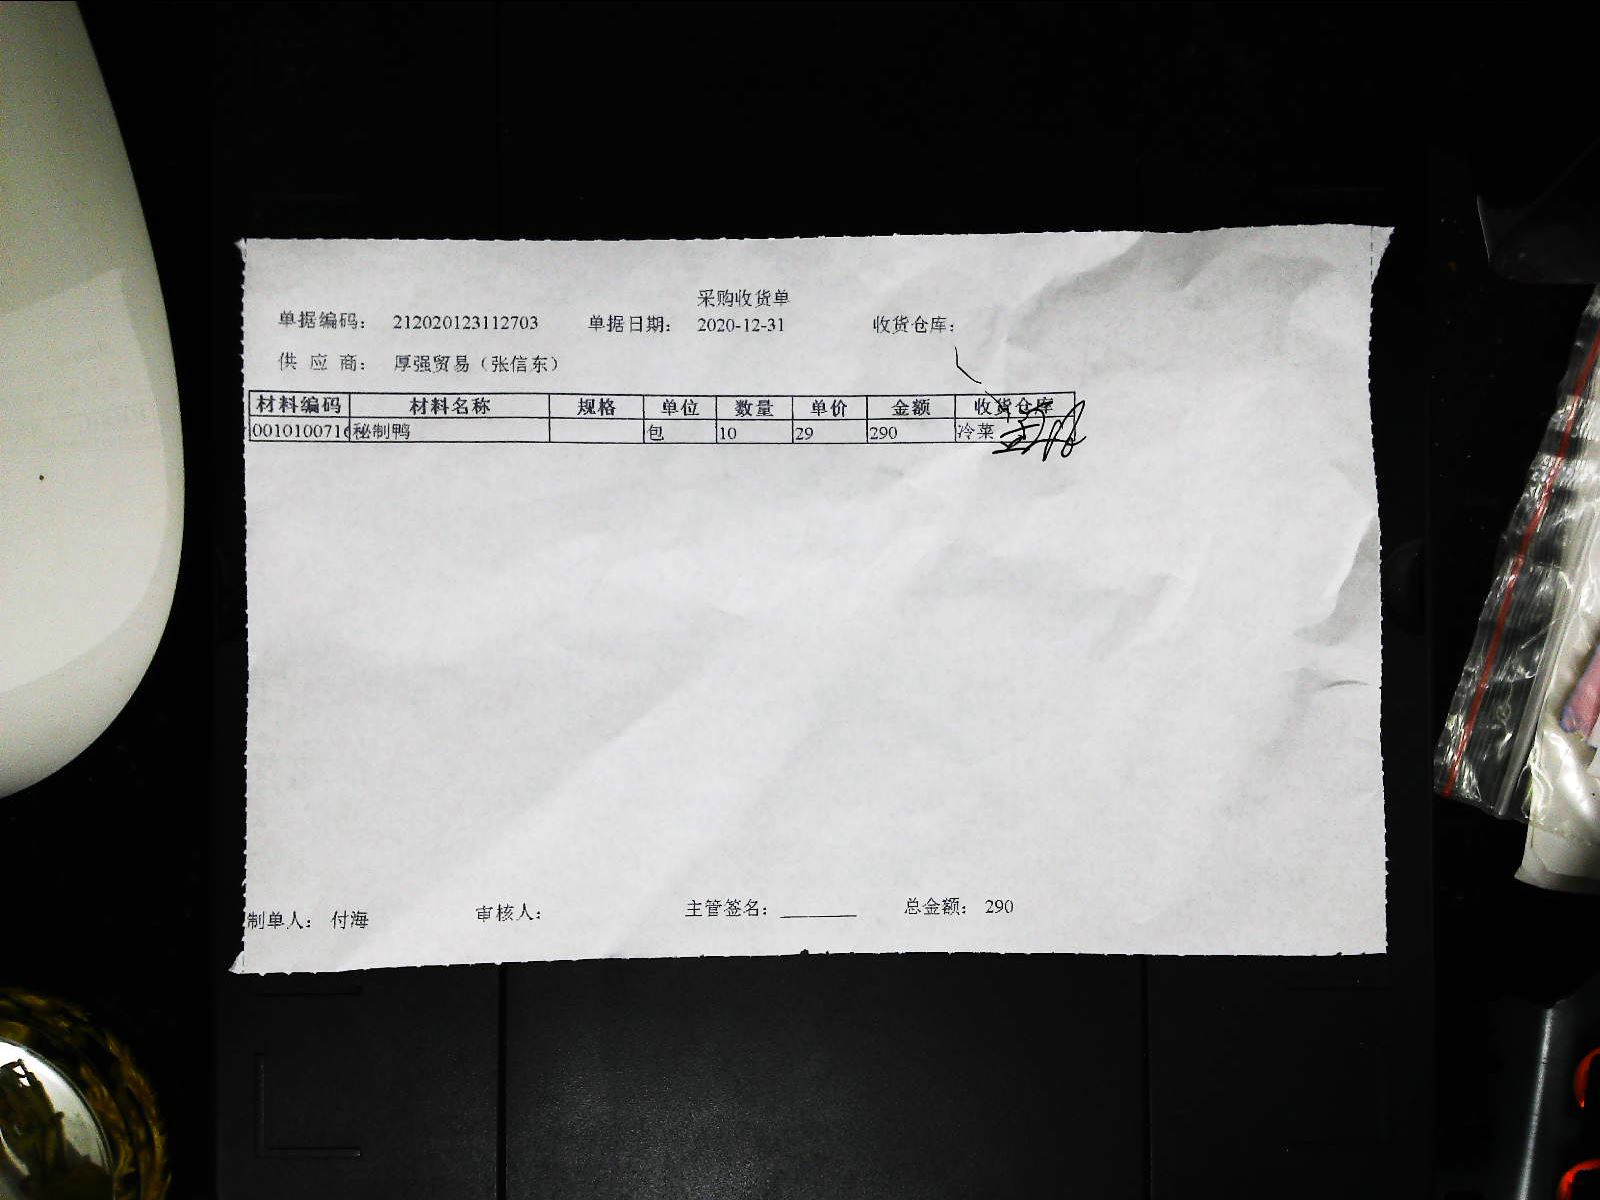 采购收货单
单据编码： 212020123112703 单据日期： 2020-12-31 收货仓库：
供 应 商： 厚强贸易（张信东）
材料编码 材料名称 规格 单位 数量 单价 金额 收货仓库
001010071 秘制鸭 包 10 29 290 冷菜
制单人： 付海 审核人： 主管签名：________ 总金额： 290